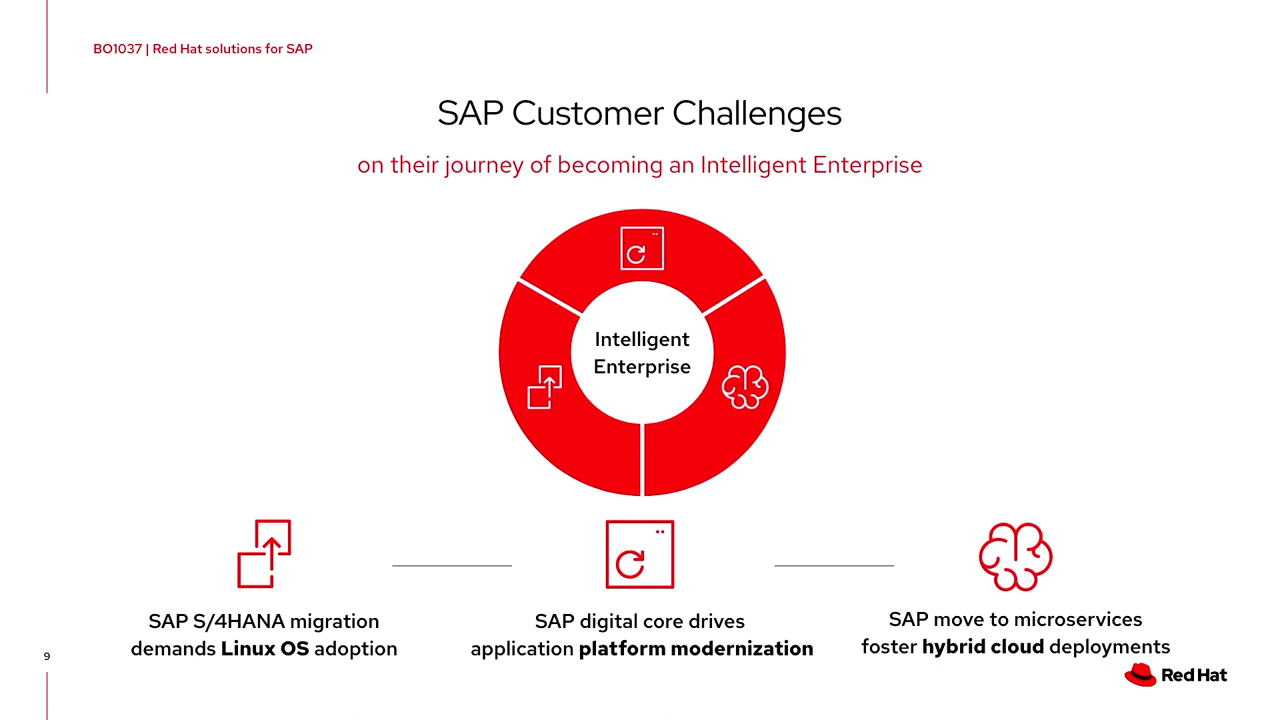 BO1037 | Red Hat solutions for SAP
SAP Customer Challenges
on their journey of becoming an Intelligent Enterprise
Intelligent
Enterprise
SAP S/4HANA migration
demands Linux OS adoption
SAP digital core drives
application platform modernization
SAP move to microservices
foster hybrid cloud deployments
9
Red Hat